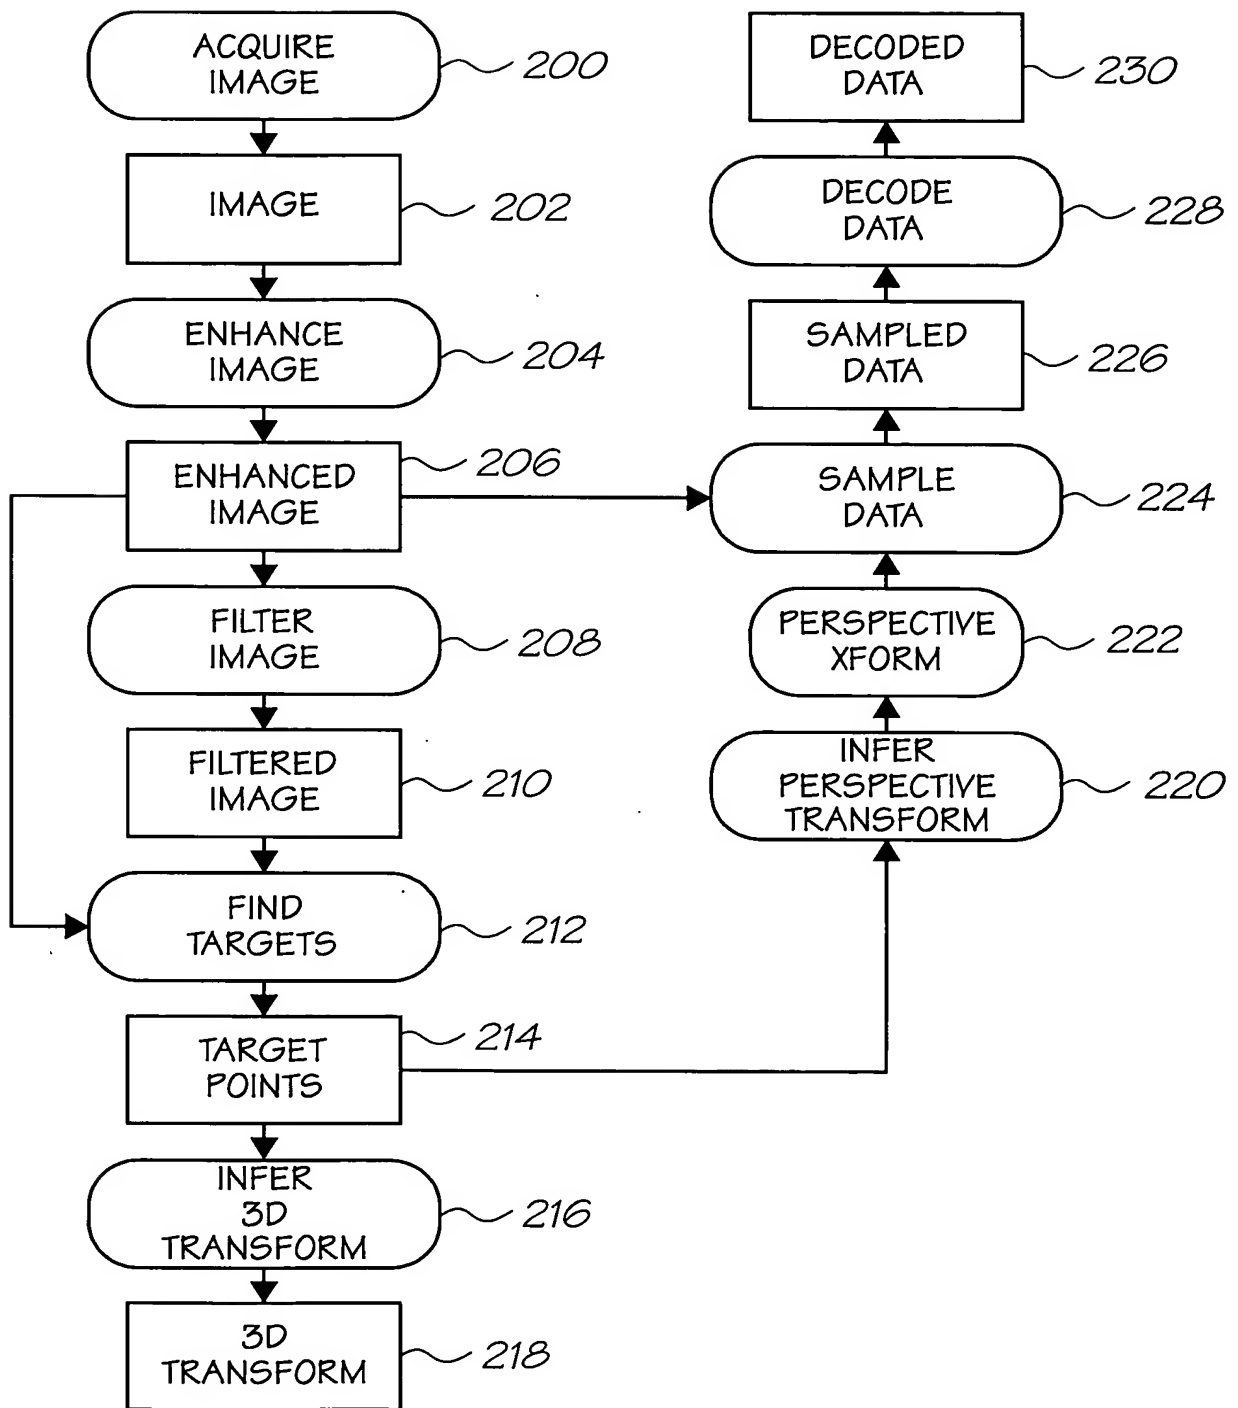 ACQUIRE
IMAGE
200
IMAGE
202
ENHANCE
IMAGE
204
ENHANCED
IMAGE
206
FILTER
IMAGE
208
FILTERED
IMAGE
210
FIND
TARGETS
212
TARGET
POINTS
214
INFER
3D
TRANSFORM
216
3D
TRANSFORM
218
DECODED
DATA
230
DECODE
DATA
228
SAMPLED
DATA
226
SAMPLE
DATA
224
PERSPECTIVE
XFORM
222
INFER
PERSPECTIVE
TRANSFORM
220